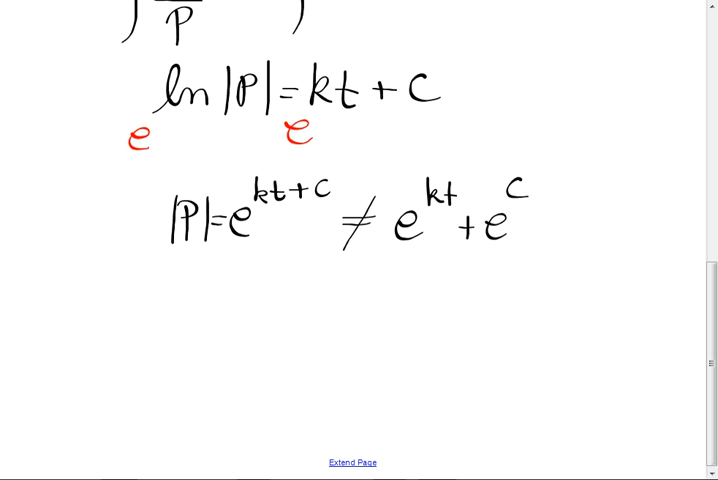 ∫ P )
ln |P| = kt + C
e e
|P| = e^{kt+C} ≠ e^{kt} + e^{C}
Extend Page